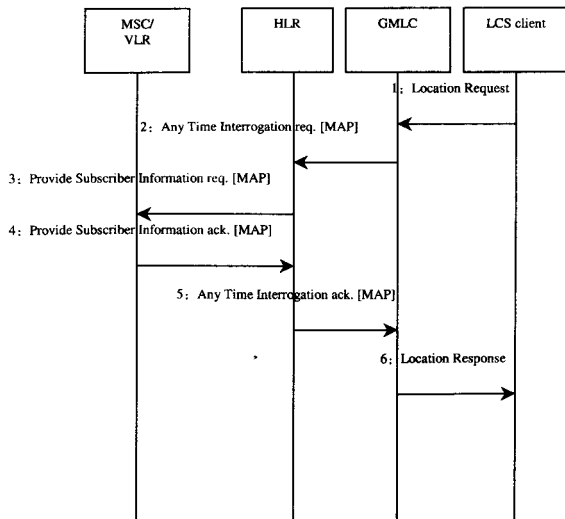 MSC/
VLR
HLR
GMLC
LCS client
1: Location Request
2: Any Time Interrogation req. [MAP]
3: Provide Subscriber Information req. [MAP]
4: Provide Subscriber Information ack. [MAP]
5: Any Time Interrogation ack. [MAP]
6: Location Response